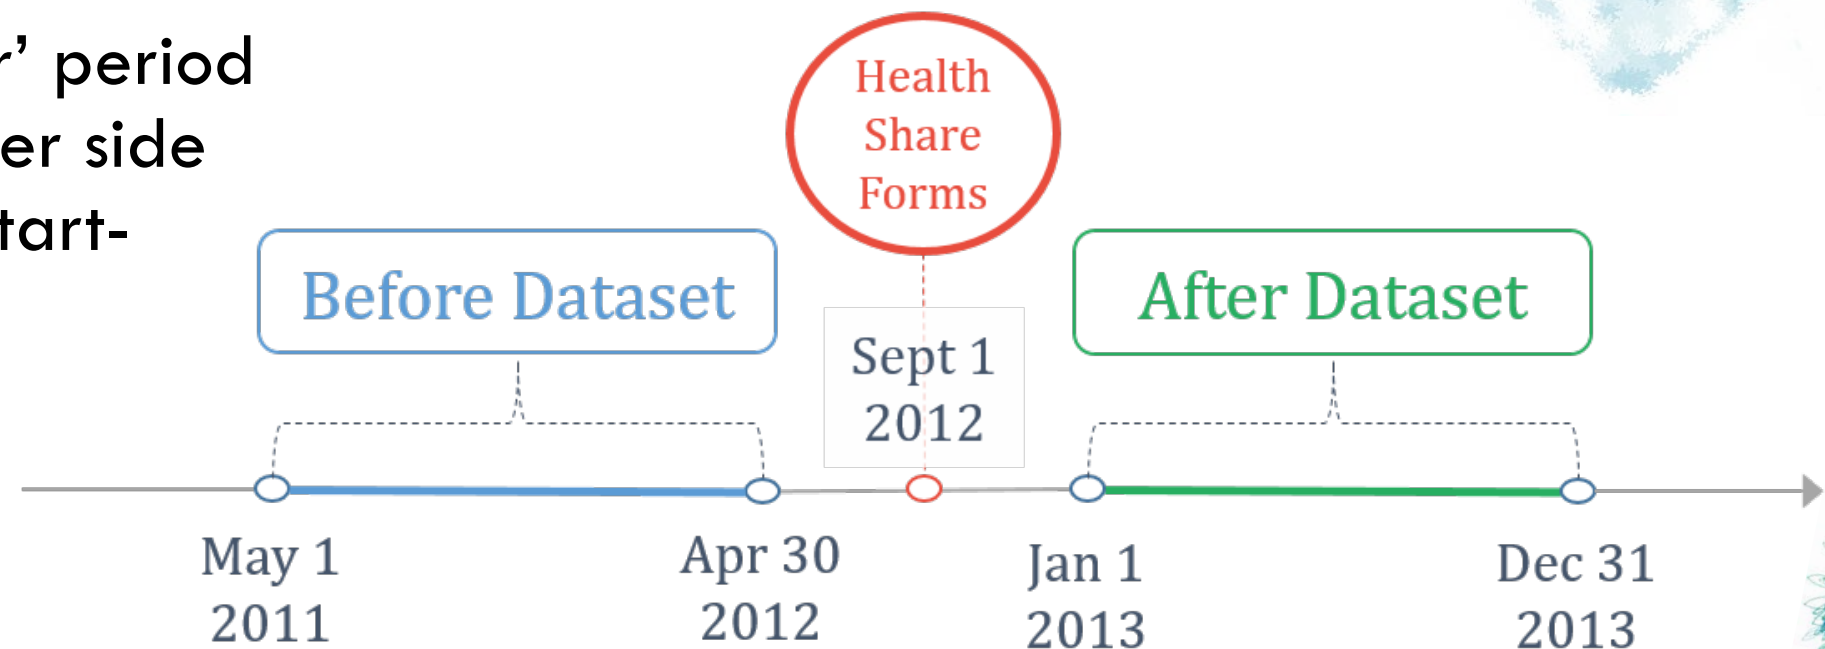 r’ period
er side
tart-
Health
Share
Forms
Before Dataset
After Dataset
Sept 1
2012
May 1
2011
Apr 30
2012
Jan 1
2013
Dec 31
2013